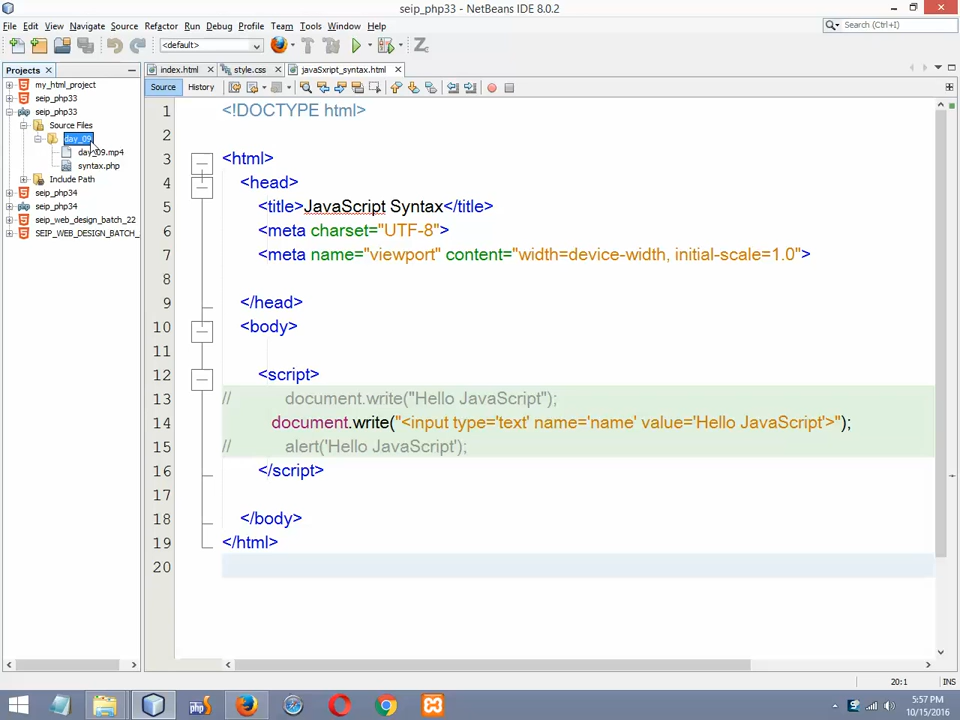 seip_php33 - NetBeans IDE 8.0.2
File Edit View Navigate Source Refactor Run Debug Profile Team Tools Window Help
Search (Ctrl+I)
<default>
Projects
index.html style.css javaSxript_syntax.html
Source History
my_html_project
seip_php33
seip_php33
Source Files
day_09
day_09.mp4
syntax.php
Include Path
seip_php34
seip_php34
seip_web_design_batch_22
SEIP_WEB_DESIGN_BATCH_
1 <!DOCTYPE html>
2
3 <html>
4 <head>
5 <title>JavaScript Syntax</title>
6 <meta charset="UTF-8">
7 <meta name="viewport" content="width=device-width, initial-scale=1.0">
8
9 </head>
10 <body>
11
12 <script>
13 // document.write("Hello JavaScript");
14 document.write("<input type='text' name='name' value='Hello JavaScript'>");
15 // alert('Hello JavaScript');
16 </script>
17
18 </body>
19 </html>
20
20:1 INS
php
5:57 PM
10/15/2016